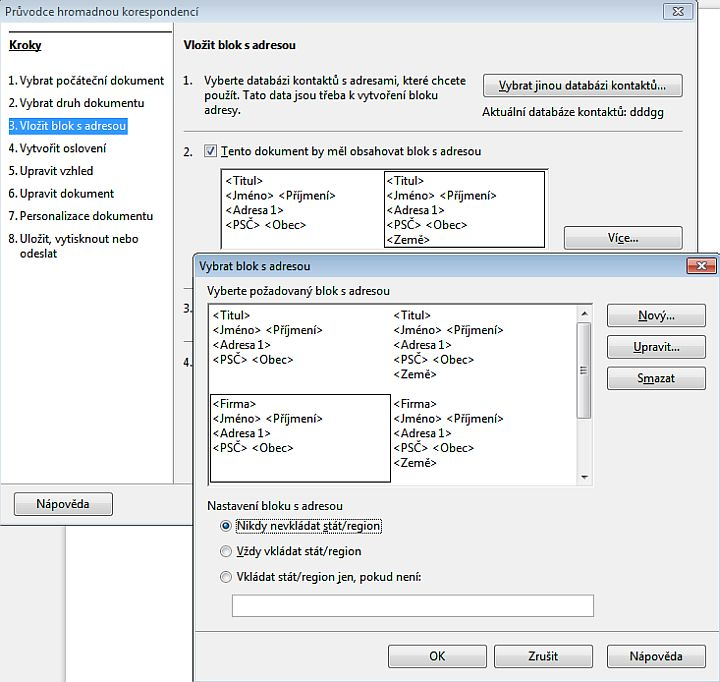 Průvodce hromadnou korespondencí
Kroky
1. Vybrat počáteční dokument
2. Vybrat druh dokumentu
3. Vložit blok s adresou
4. Vytvořit oslovení
5. Upravit vzhled
6. Upravit dokument
7. Personalizace dokumentu
8. Uložit, vytisknout nebo
odeslat
Vložit blok s adresou
1. Vyberte databázi kontaktů s adresami, které chcete
použít. Tato data jsou třeba k vytvoření bloku
adresy.
Vybrat jinou databázi kontaktů...
Aktuální databáze kontaktů: dddgg
2. Tento dokument by měl obsahovat blok s adresou
<Titul>
<Jméno> <Příjmení>
<Adresa 1>
<PSČ> <Obec>
<Titul>
<Jméno> <Příjmení>
<Adresa 1>
<PSČ> <Obec>
<Země>
Více...
3.
4.
Nápověda
Vybrat blok s adresou
Vyberte požadovaný blok s adresou
<Titul>
<Jméno> <Příjmení>
<Adresa 1>
<PSČ> <Obec>
<Titul>
<Jméno> <Příjmení>
<Adresa 1>
<PSČ> <Obec>
<Země>
<Firma>
<Jméno> <Příjmení>
<Adresa 1>
<PSČ> <Obec>
<Firma>
<Jméno> <Příjmení>
<Adresa 1>
<PSČ> <Obec>
<Země>
Nový...
Upravit...
Smazat
Nastavení bloku s adresou
Nikdy nevkládat stát/region
Vždy vkládat stát/region
Vkládat stát/region jen, pokud není:
OK
Zrušit
Nápověda